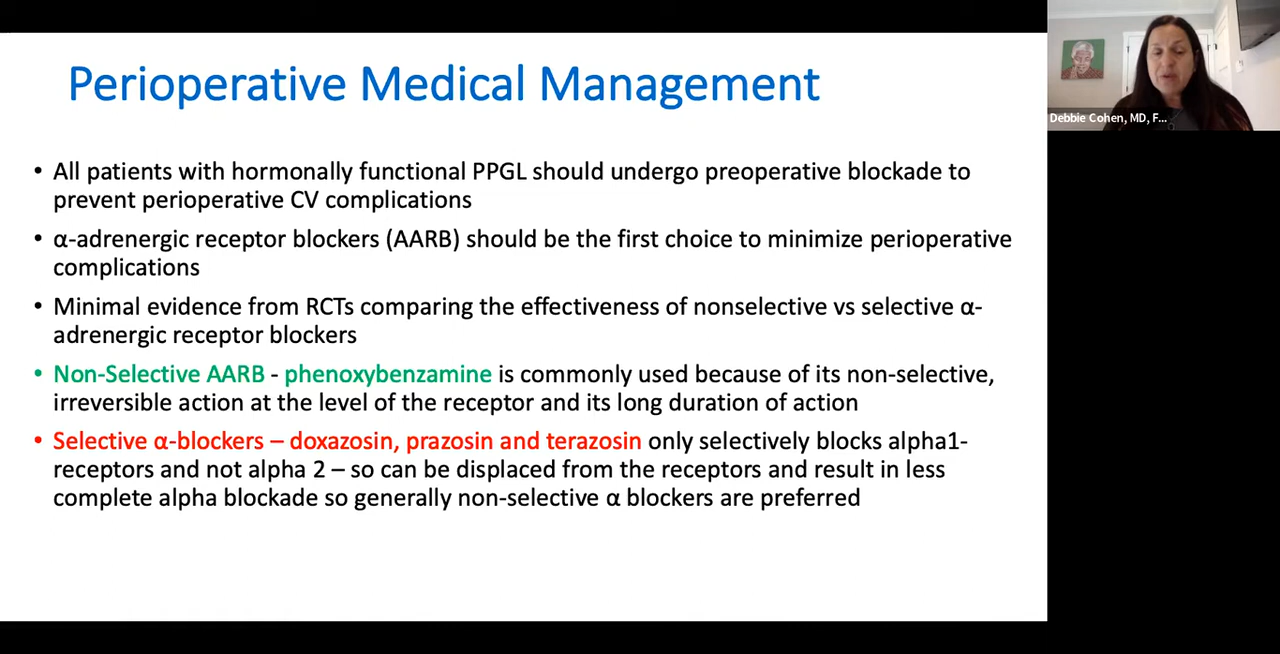 Perioperative Medical Management
• All patients with hormonally functional PPGL should undergo preoperative blockade to
prevent perioperative CV complications
• α-adrenergic receptor blockers (AARB) should be the first choice to minimize perioperative
complications
• Minimal evidence from RCTs comparing the effectiveness of nonselective vs selective α-
adrenergic receptor blockers
• Non-Selective AARB - phenoxybenzamine is commonly used because of its non-selective,
irreversible action at the level of the receptor and its long duration of action
• Selective α-blockers – doxazosin, prazosin and terazosin only selectively blocks alpha1-
receptors and not alpha 2 – so can be displaced from the receptors and result in less
complete alpha blockade so generally non-selective α blockers are preferred
Debbie Cohen, MD, F...